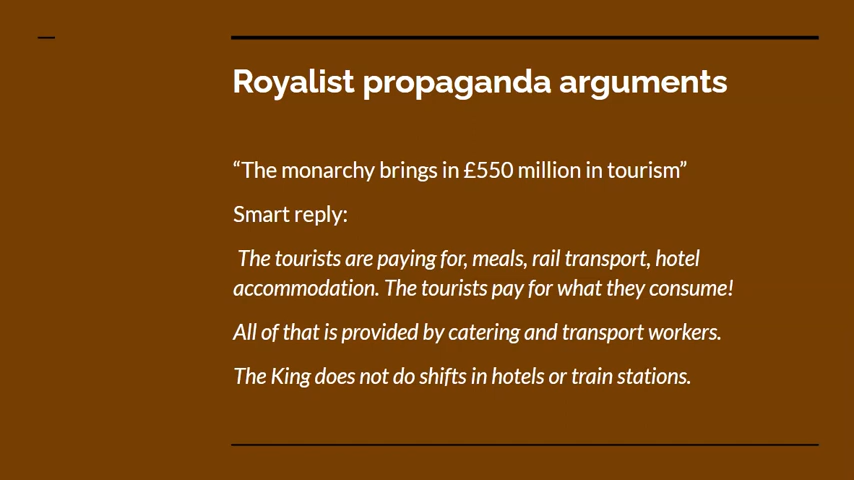 Royalist propaganda arguments
“The monarchy brings in £550 million in tourism”
Smart reply:
The tourists are paying for, meals, rail transport, hotel
accommodation. The tourists pay for what they consume!
All of that is provided by catering and transport workers.
The King does not do shifts in hotels or train stations.